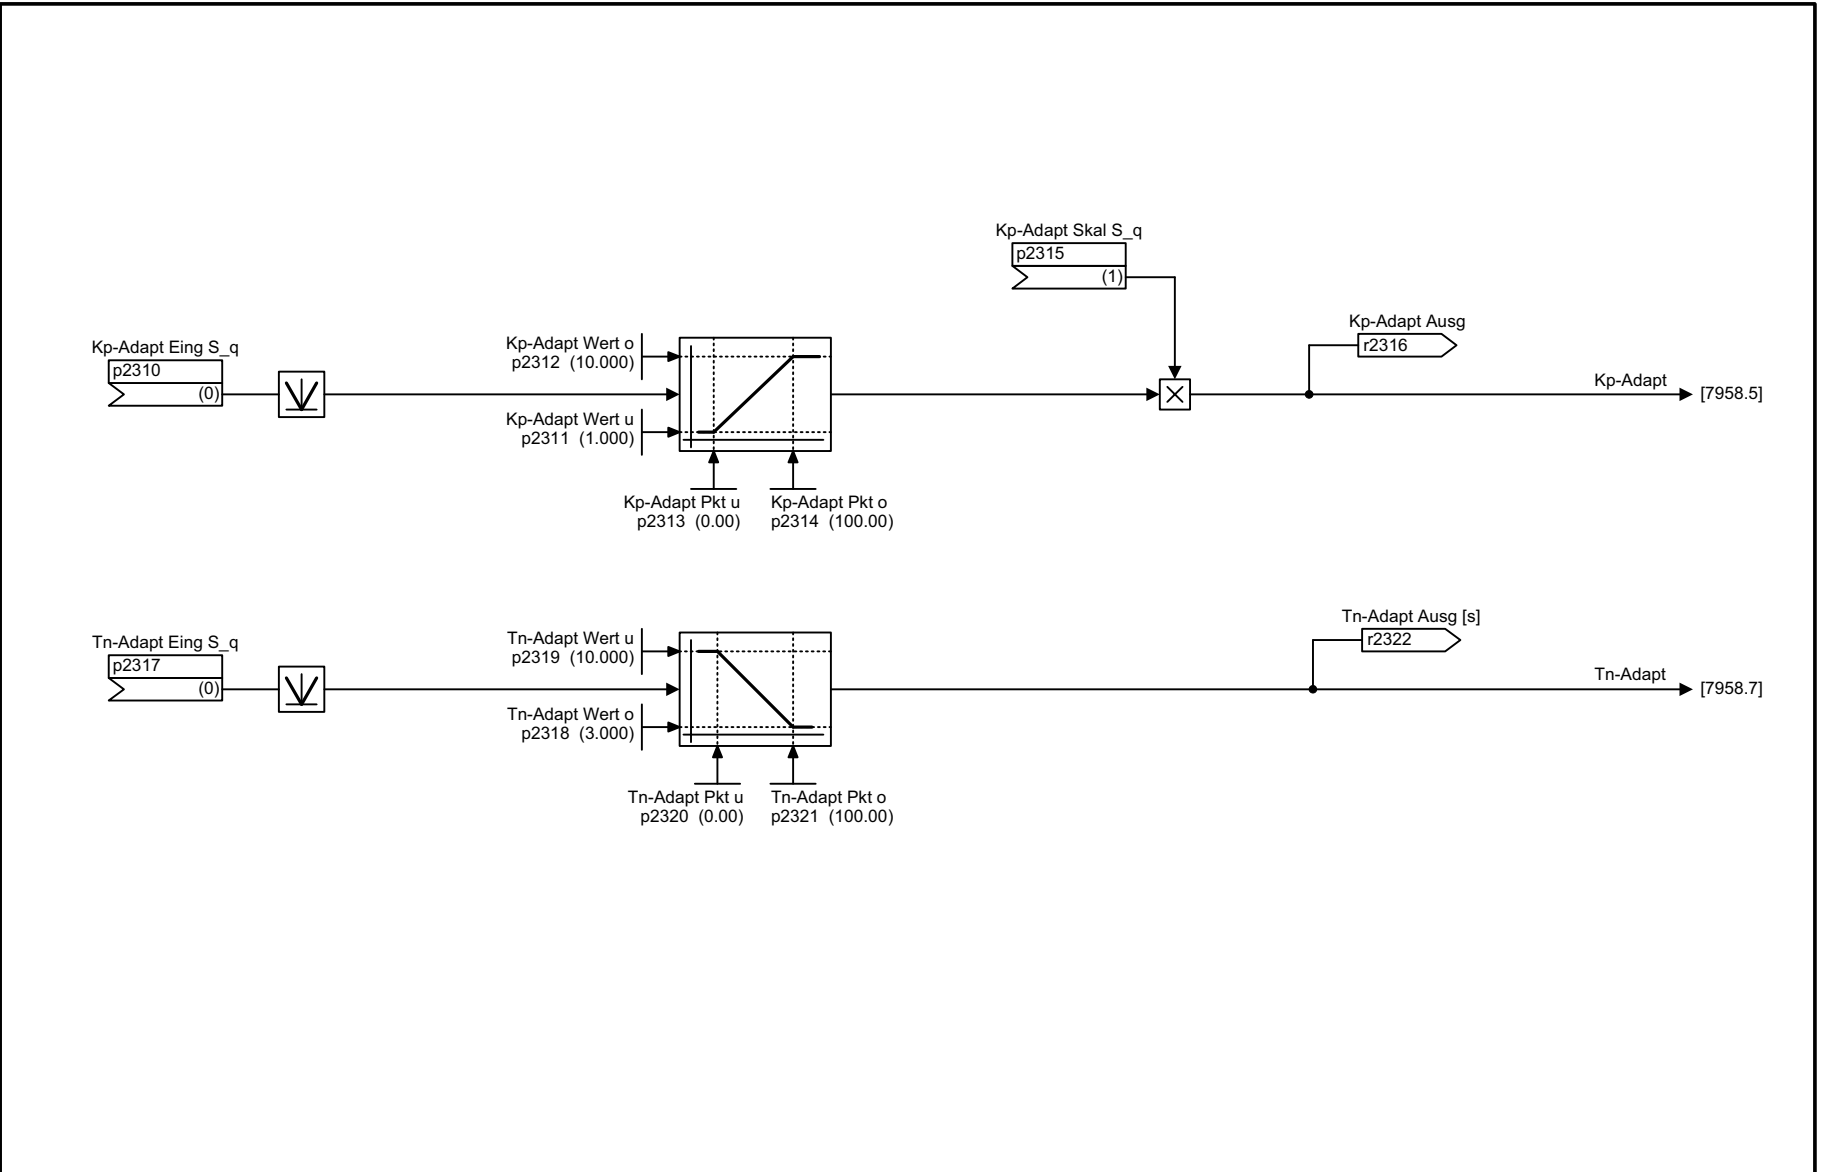 Kp-Adapt Skal S_q
p2315
(1)
Kp-Adapt Eing S_q
p2310
(0)
Kp-Adapt Wert o
p2312 (10.000)
Kp-Adapt Wert u
p2311 (1.000)
Kp-Adapt Pkt u
p2313 (0.00)
Kp-Adapt Pkt o
p2314 (100.00)
Kp-Adapt Ausg
r2316
Kp-Adapt
[7958.5]
Tn-Adapt Eing S_q
p2317
(0)
Tn-Adapt Wert u
p2319 (10.000)
Tn-Adapt Wert o
p2318 (3.000)
Tn-Adapt Pkt u
p2320 (0.00)
Tn-Adapt Pkt o
p2321 (100.00)
Tn-Adapt Ausg [s]
r2322
Tn-Adapt
[7958.7]